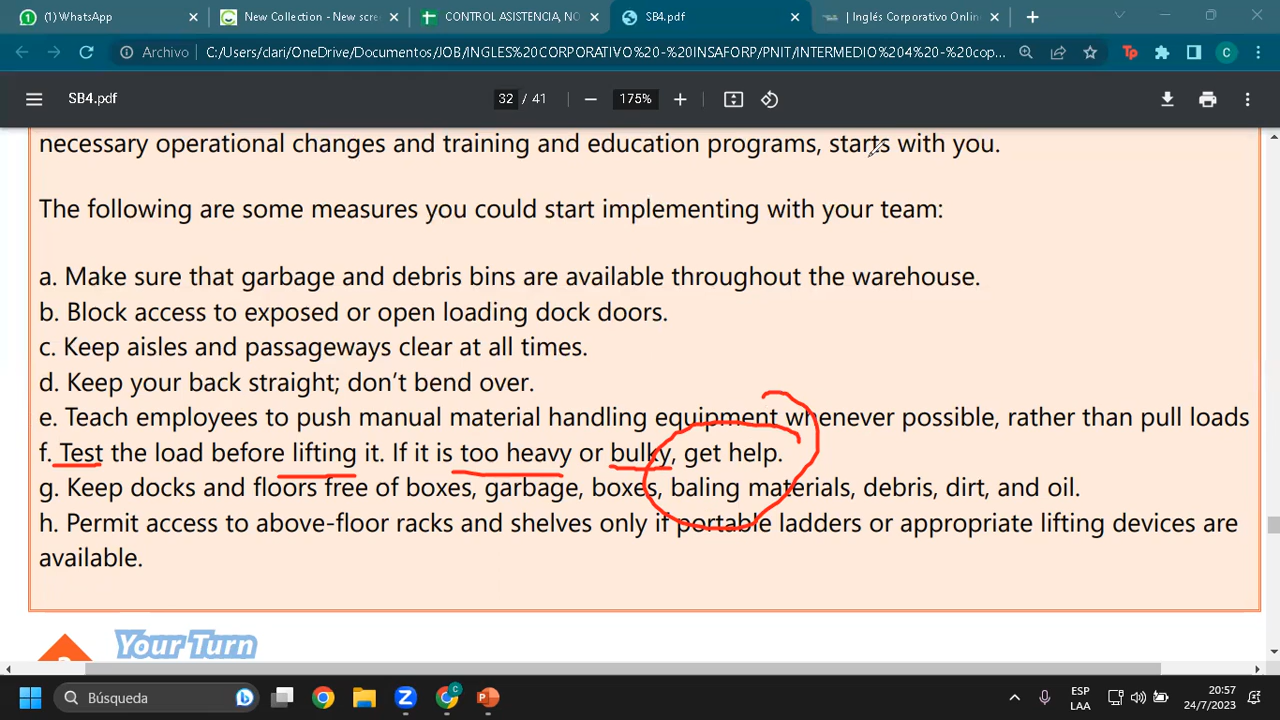 (1) WhatsApp
New Collection - New scre
CONTROL ASISTENCIA, NO
SB4.pdf
| Inglés Corporativo Onlin
Archivo | C:/Users/clari/OneDrive/Documentos/JOB/INGLES%20CORPORATIVO%20-%20INSAFORP/PNIT/INTERMEDIO%204%20-%20cop...
SB4.pdf
32 / 41
175%
necessary operational changes and training and education programs, starts with you.
The following are some measures you could start implementing with your team:
a. Make sure that garbage and debris bins are available throughout the warehouse.
b. Block access to exposed or open loading dock doors.
c. Keep aisles and passageways clear at all times.
d. Keep your back straight; don't bend over.
e. Teach employees to push manual material handling equipment whenever possible, rather than pull loads
f. Test the load before lifting it. If it is too heavy or bulky, get help.
g. Keep docks and floors free of boxes, garbage, boxes, baling materials, debris, dirt, and oil.
h. Permit access to above-floor racks and shelves only if portable ladders or appropriate lifting devices are
available.
Your Turn
Búsqueda
ESP
LAA
20:57
24/7/2023